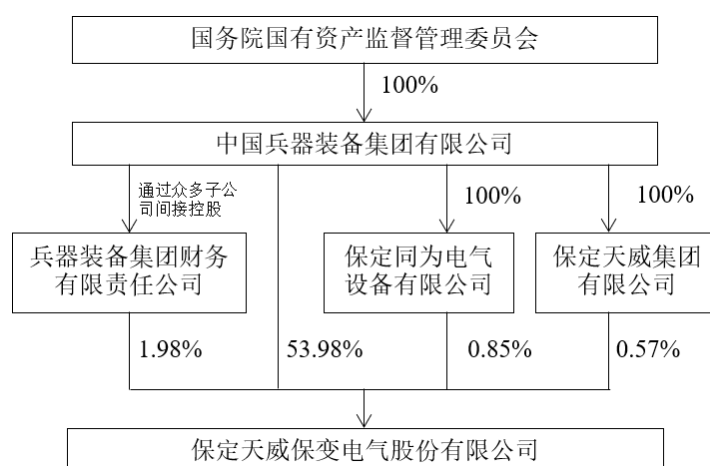 国务院国有资产监督管理委员会
100%
中国兵器装备集团有限公司
通过众多子公
司间接控股
100%
100%
兵器装备集团财务
有限责任公司
保定同为电气
设备有限公司
保定天威集团
有限公司
1.98%
53.98%
0.85%
0.57%
保定天威保变电气股份有限公司